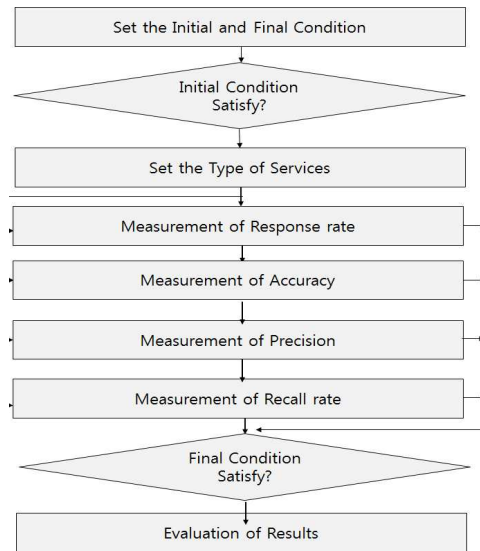 Set the Initial and Final Condition
Initial Condition
Satisfy?
Set the Type of Services
Measurement of Response rate
Measurement of Accuracy
Measurement of Precision
Measurement of Recall rate
Final Condition
Satisfy?
Evaluation of Results